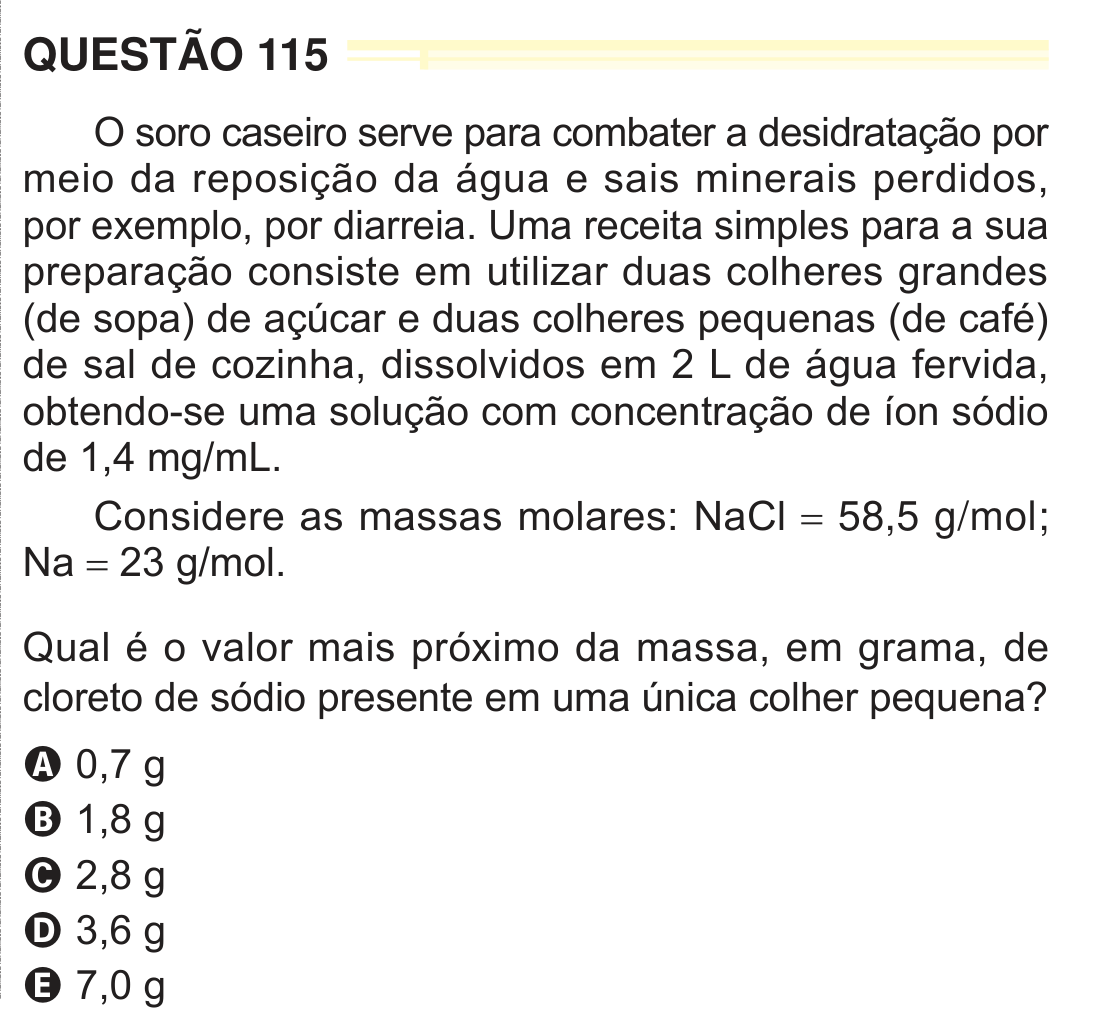 QUESTÃO 115
O soro caseiro serve para combater a desidratação por
meio da reposição da água e sais minerais perdidos,
por exemplo, por diarreia. Uma receita simples para a sua
preparação consiste em utilizar duas colheres grandes
(de sopa) de açúcar e duas colheres pequenas (de café)
de sal de cozinha, dissolvidos em 2 L de água fervida,
obtendo-se uma solução com concentração de íon sódio
de 1,4 mg/mL.
Considere as massas molares: NaCl = 58,5 g/mol;
Na = 23 g/mol.
Qual é o valor mais próximo da massa, em grama, de
cloreto de sódio presente em uma única colher pequena?
A 0,7 g
B 1,8 g
C 2,8 g
D 3,6 g
E 7,0 g